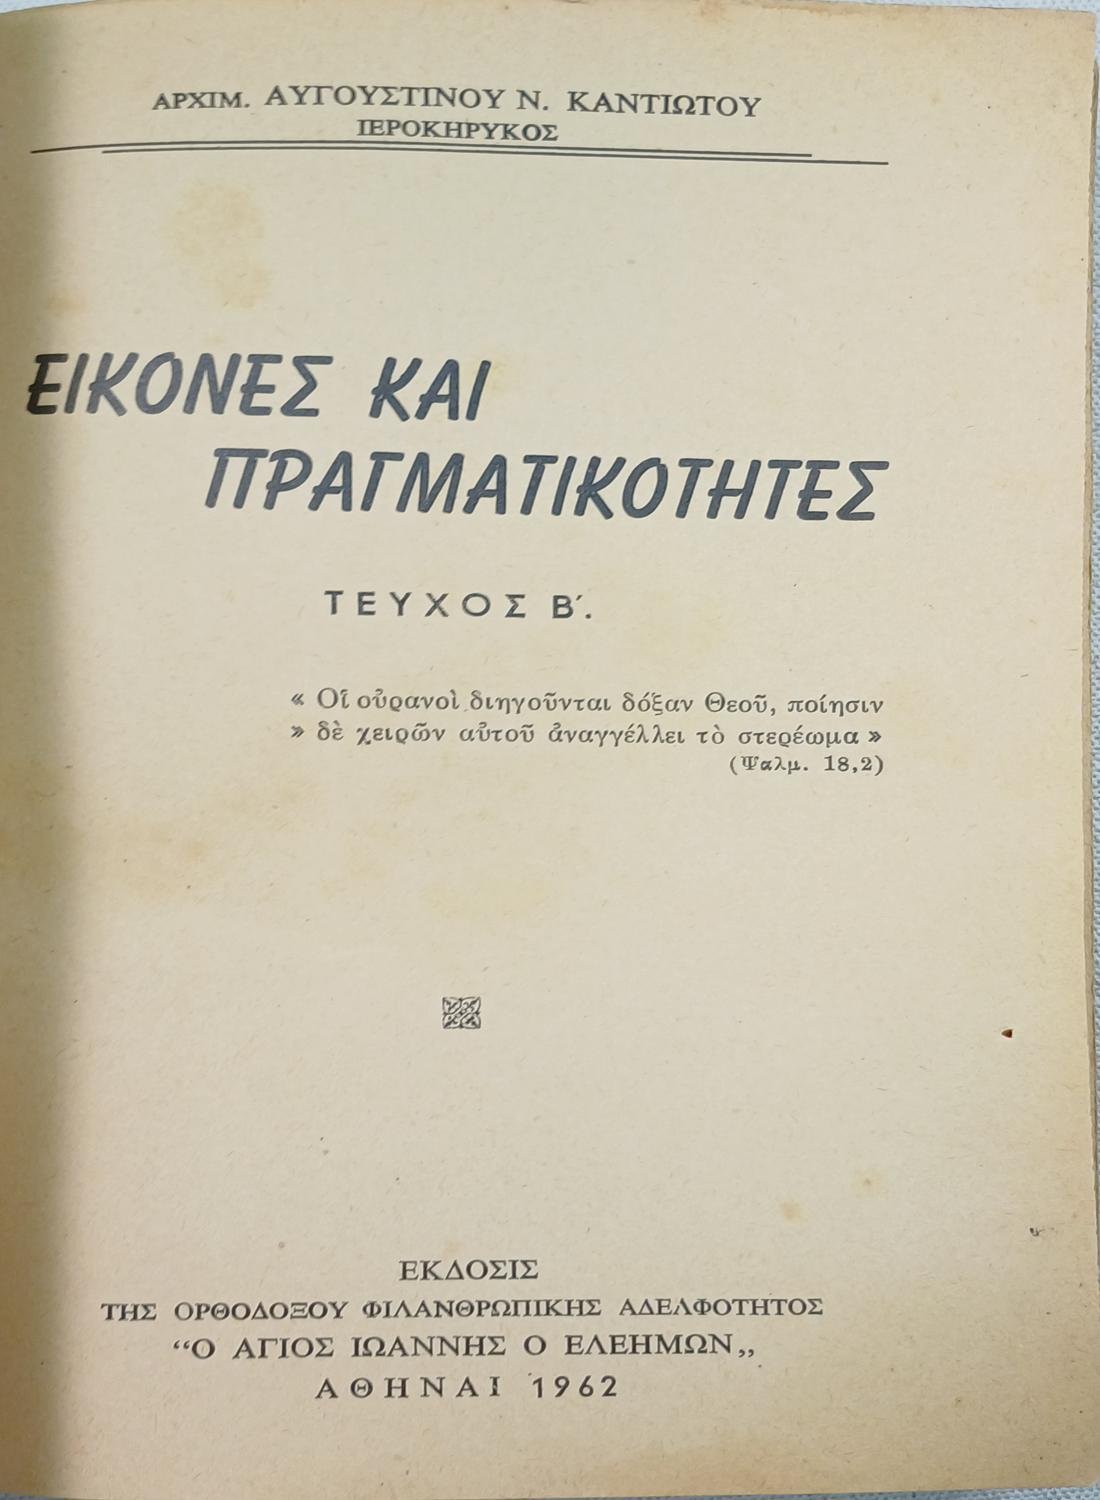 ΑΡΧΙΜ. ΑΥΓΟΥΣΤΙΝΟΥ Ν. ΚΑΝΤΙΩΤΟΥ
ΙΕΡΟΚΗΡΥΚΟΣ
ΕΙΚΟΝΕΣ ΚΑΙ
ΠΡΑΓΜΑΤΙΚΟΤΗΤΕΣ
ΤΕΥΧΟΣ Β΄.
« Οἱ οὐρανοὶ διηγοῦνται δόξαν Θεοῦ, ποίησιν
» δὲ χειρῶν αὐτοῦ ἀναγγέλλει τὸ στερέωμα »
(Ψαλμ. 18,2)
ΕΚΔΟΣΙΣ
ΤΗΣ ΟΡΘΟΔΟΞΟΥ ΦΙΛΑΝΘΡΩΠΙΚΗΣ ΑΔΕΛΦΟΤΗΤΟΣ
“Ο ΑΓΙΟΣ ΙΩΑΝΝΗΣ Ο ΕΛΕΗΜΩΝ„
ΑΘΗΝΑΙ 1962